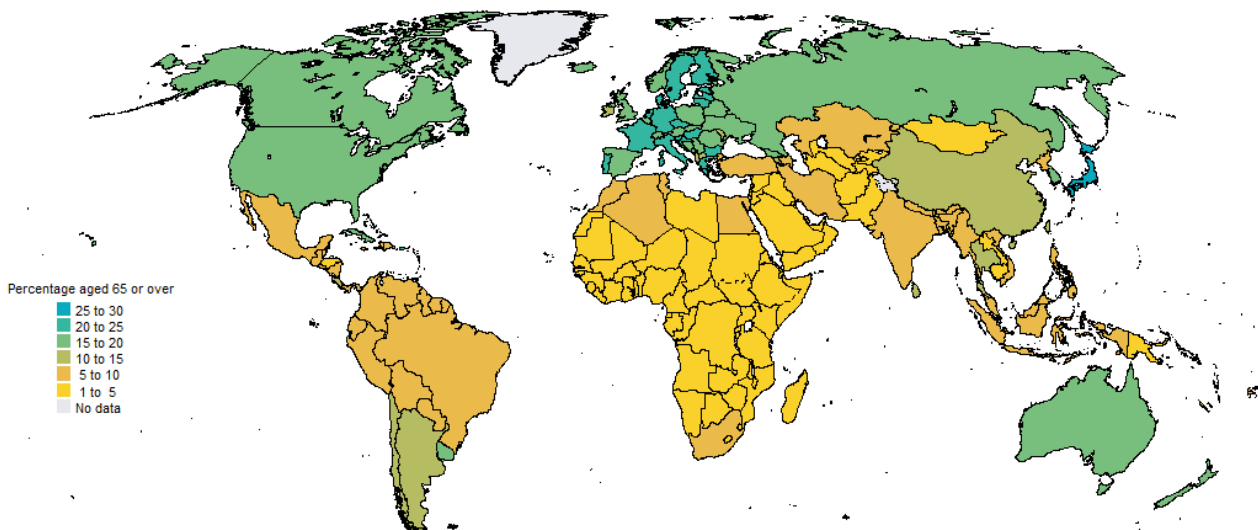 Percentage aged 65 or over
25 to 30
20 to 25
15 to 20
10 to 15
5 to 10
1 to 5
No data